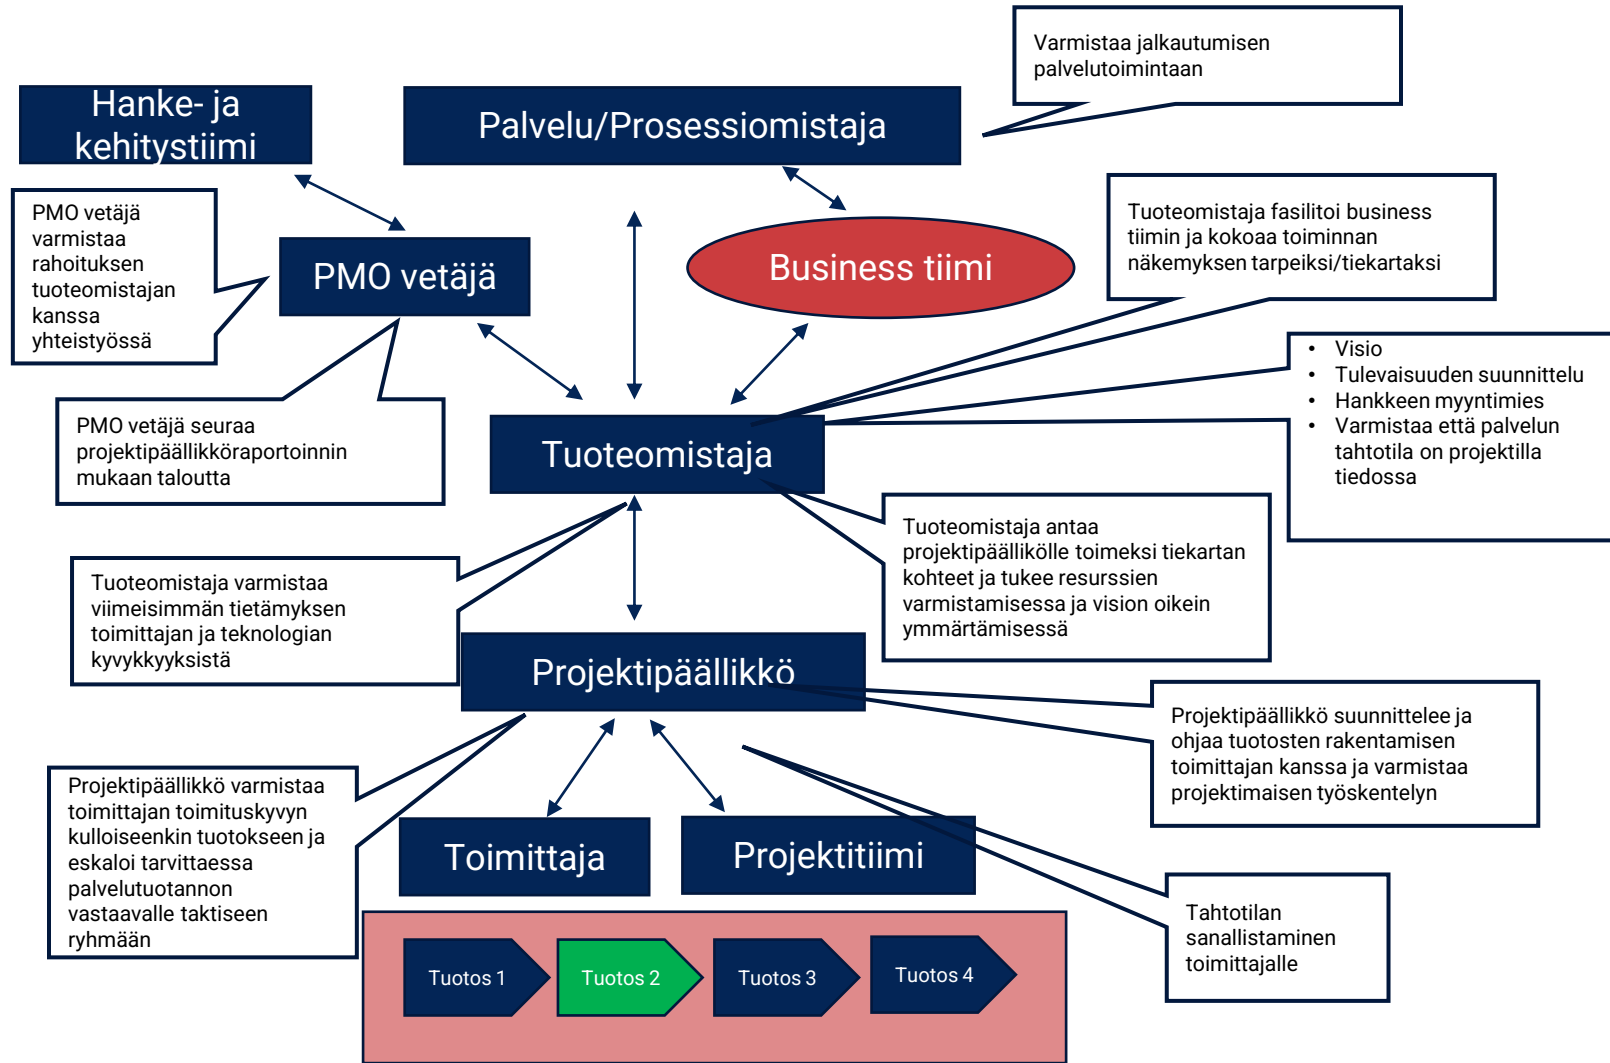 Varmistaa jalkautumisen
palvelutoimintaan
Hanke- ja
kehitystiimi
Palvelu/Prosessiomistaja
PMO vetäjä
varmistaa
rahoituksen
tuoteomistajan
kanssa
yhteistyössä
PMO vetäjä
Business tiimi
Tuoteomistaja fasilitoi business
tiimin ja kokoaa toiminnan
näkemyksen tarpeiksi/tiekartaksi
• Visio
• Tulevaisuuden suunnittelu
• Hankkeen myyntimies
• Varmistaa että palvelun
tahtotila on projektilla
tiedossa
PMO vetäjä seuraa
projektipäällikköraportoinnin
mukaan taloutta
Tuoteomistaja
Tuoteomistaja antaa
projektipäällikölle toimeksi tiekartan
kohteet ja tukee resurssien
varmistamisessa ja vision oikein
ymmärtämisessä
Tuoteomistaja varmistaa
viimeisimmän tietämyksen
toimittajan ja teknologian
kyvykkyyksistä
Projektipäällikkö
Projektipäällikkö suunnittelee ja
ohjaa tuotosten rakentamisen
toimittajan kanssa ja varmistaa
projektimaisen työskentelyn
Projektipäällikkö varmistaa
toimittajan toimituskyvyn
kulloiseenkin tuotokseen ja
eskaloi tarvittaessa
palvelutuotannon
vastaavalle taktiseen
ryhmään
Toimittaja
Projektitiimi
Tahtotilan
sanallistaminen
toimittajalle
Tuotos 1
Tuotos 2
Tuotos 3
Tuotos 4